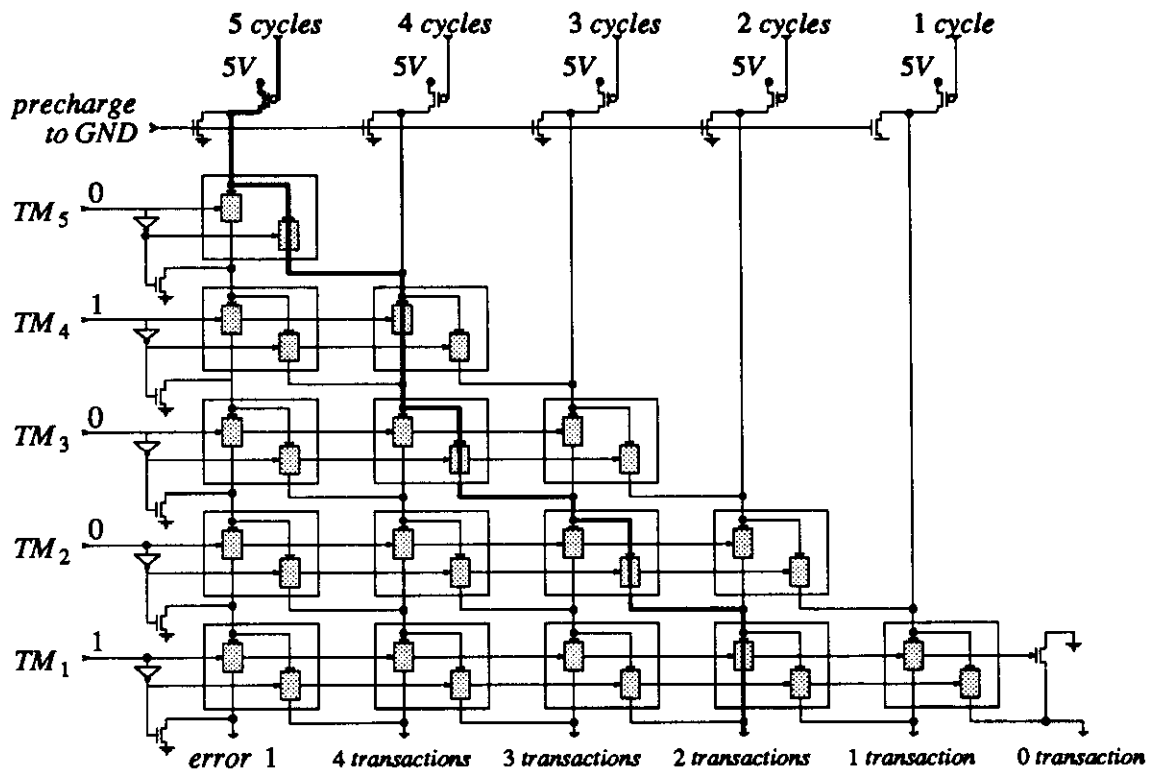 5 cycles 4 cycles 3 cycles 2 cycles 1 cycle
5V 5V 5V 5V 5V
precharge
to GND
TM5 0
TM4 1
TM3 0
TM2 0
TM1 1
error 1 4 transactions 3 transactions 2 transactions 1 transaction 0 transaction